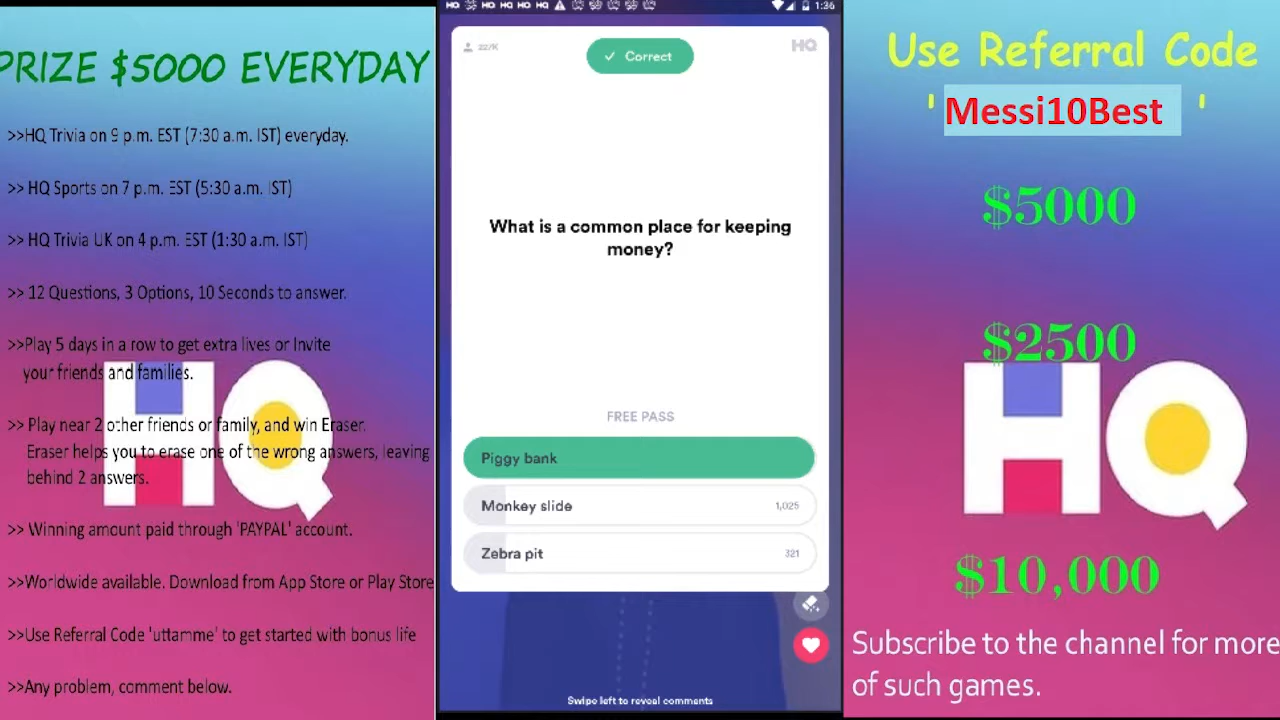 PRIZE $5000 EVERYDAY
>>HQ Trivia on 9 p.m. EST (7:30 a.m. IST) everyday.
>> HQ Sports on 7 p.m. EST (5:30 a.m. IST)
>> HQ Trivia UK on 4 p.m. EST (1:30 a.m. IST)
>> 12 Questions, 3 Options, 10 Seconds to answer.
>>Play 5 days in a row to get extra lives or Invite
your friends and families.
>> Play near 2 other friends or family, and win Eraser.
Eraser helps you to erase one of the wrong answers, leaving
behind 2 answers.
>> Winning amount paid through 'PAYPAL' account.
>>Worldwide available. Download from App Store or Play Store
>>Use Referral Code 'uttamme' to get started with bonus life
>>Any problem, comment below.
HQ
HQ HQ HQ HQ HQ 1:36
HQ
✓ Correct
What is a common place for keeping
money?
FREE PASS
Piggy bank
Monkey slide 1,025
Zebra pit 321
Swipe left to reveal comments
Use Referral Code
' Messi10Best '
$5000
$2500
HQ
$10,000
Subscribe to the channel for more
of such games.